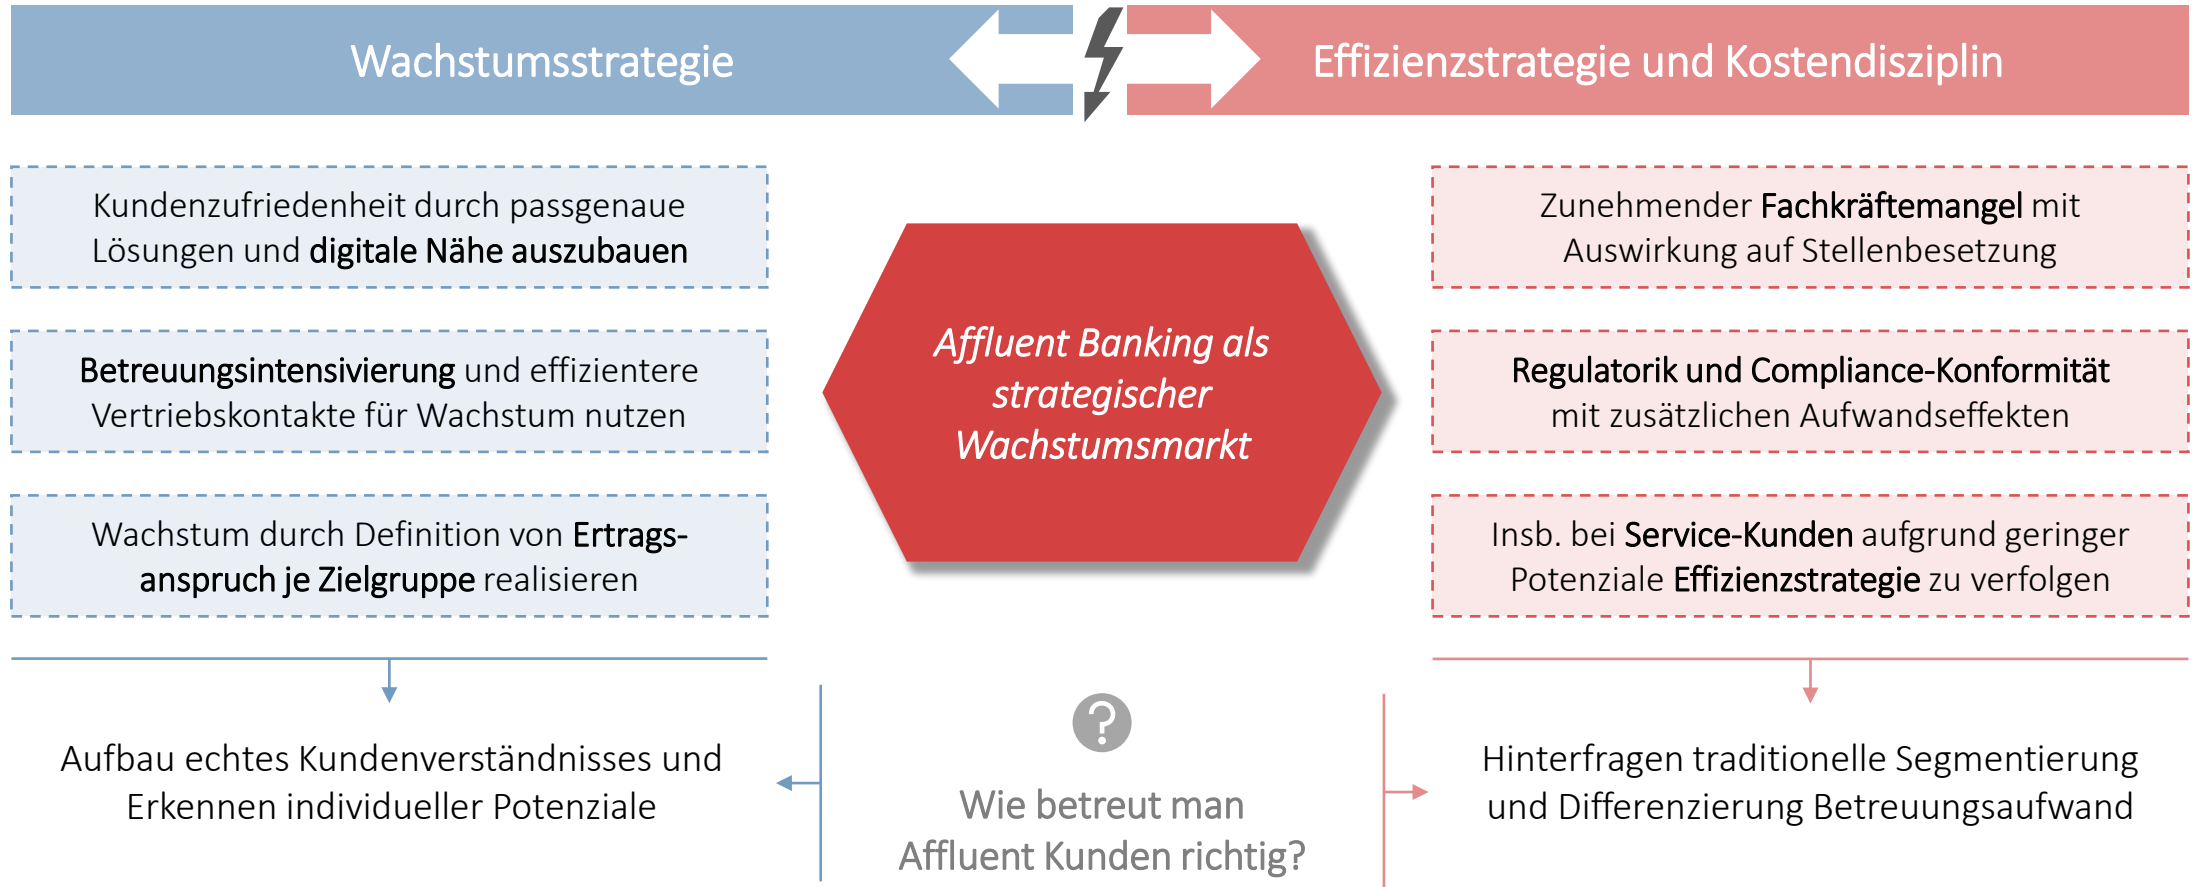 Wachstumsstrategie
Effizienzstrategie und Kostendisziplin
Kundenzufriedenheit durch passgenaue
Lösungen und digitale Nähe auszubauen
Betreuungsintensivierung und effizientere
Vertriebskontakte für Wachstum nutzen
Wachstum durch Definition von Ertrags-
anspruch je Zielgruppe realisieren
Affluent Banking als
strategischer
Wachstumsmarkt
Zunehmender Fachkräftemangel mit
Auswirkung auf Stellenbesetzung
Regulatorik und Compliance-Konformität
mit zusätzlichen Aufwandseffekten
Insb. bei Service-Kunden aufgrund geringer
Potenziale Effizienzstrategie zu verfolgen
Aufbau echtes Kundenverständnisses und
Erkennen individueller Potenziale
?
Wie betreut man
Affluent Kunden richtig?
Hinterfragen traditionelle Segmentierung
und Differenzierung Betreuungsaufwand